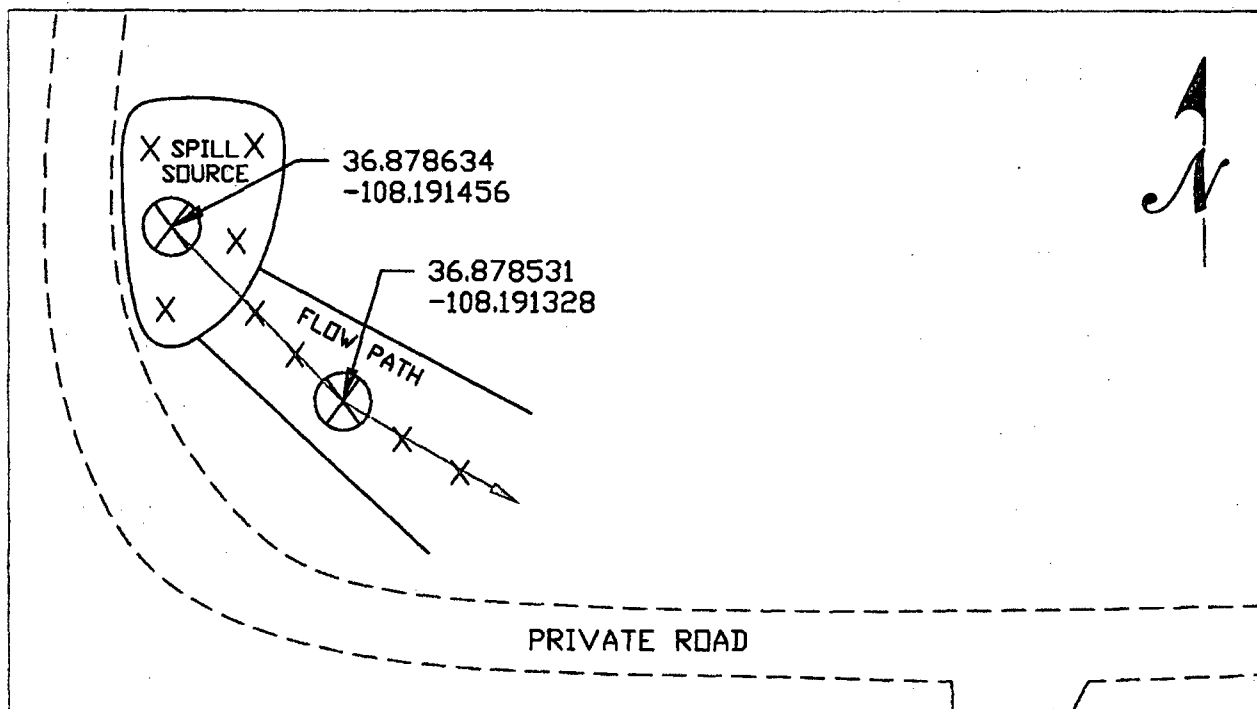 SPILL
SOURCE
36.878634
-108.191456
36.878531
-108.191328
FLOW PATH
PRIVATE ROAD
N